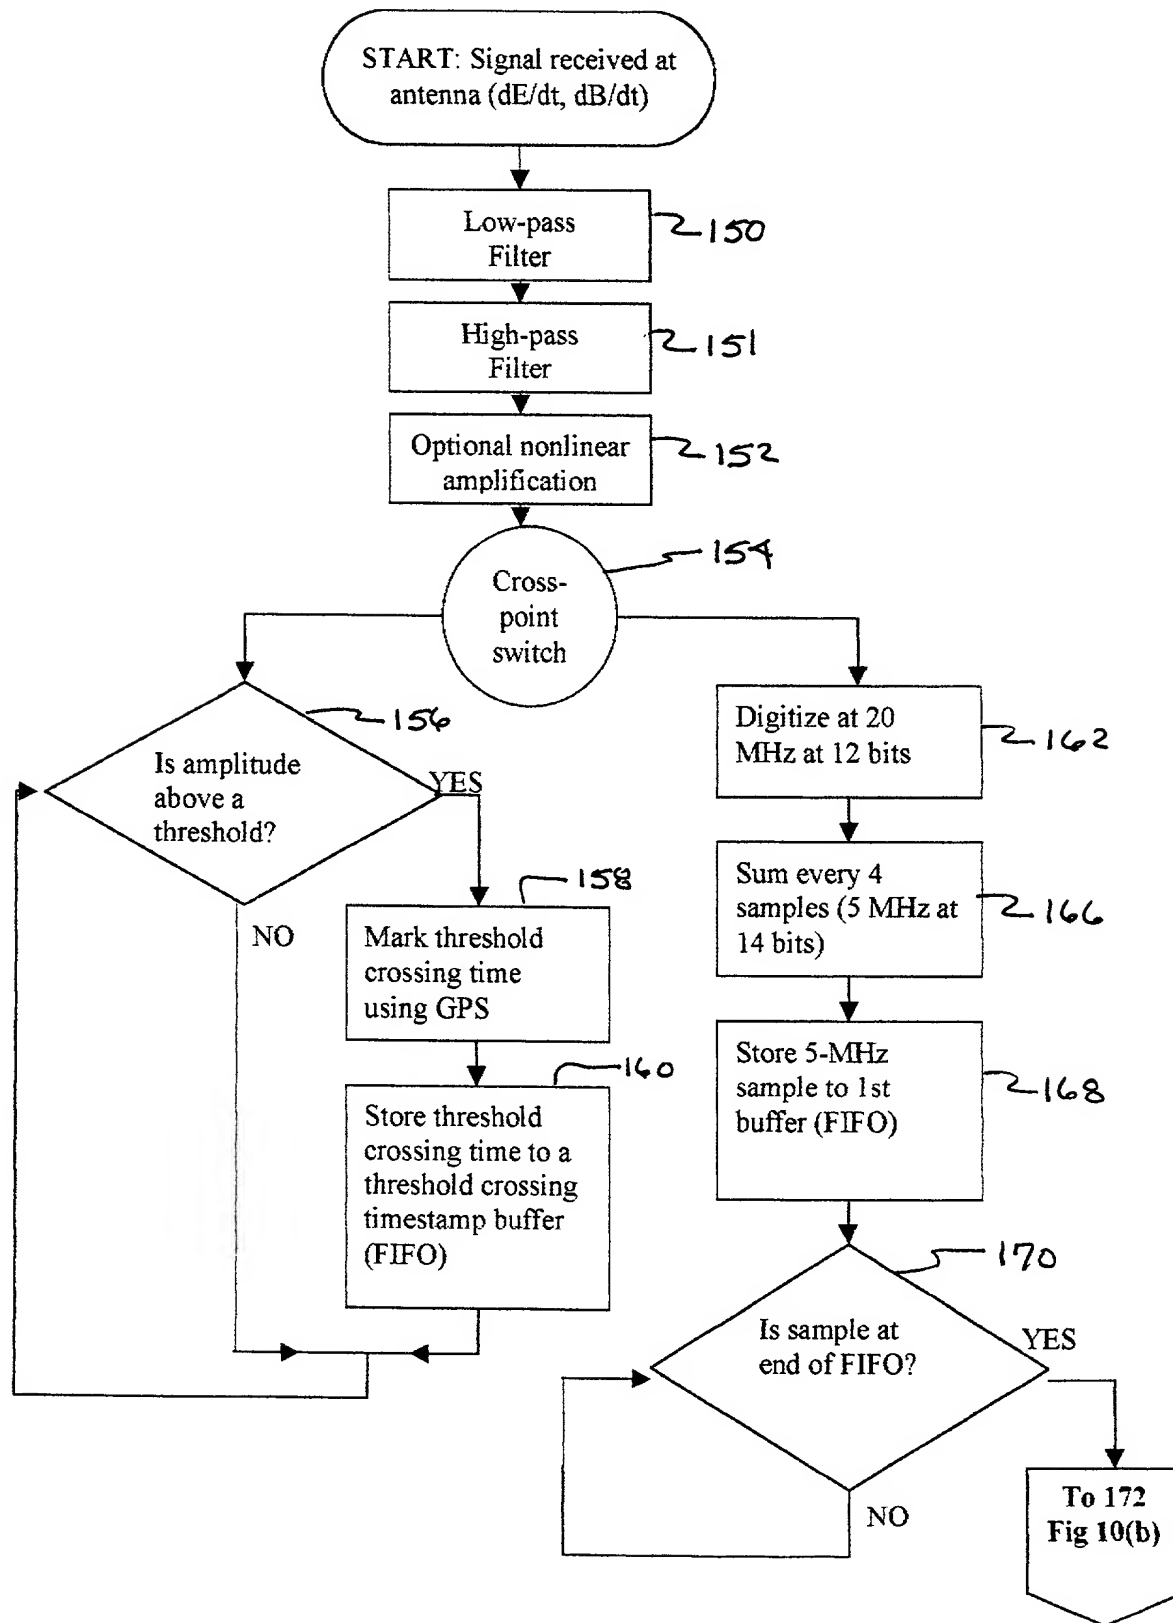 START: Signal received at
antenna (dE/dt, dB/dt)
Low-pass
Filter
150
High-pass
Filter
151
Optional nonlinear
amplification
152
Cross-
point
switch
154
156
Is amplitude
above a
threshold?
YES
NO
158
Mark threshold
crossing time
using GPS
160
Store threshold
crossing time to a
threshold crossing
timestamp buffer
(FIFO)
Digitize at 20
MHz at 12 bits
162
Sum every 4
samples (5 MHz at
14 bits)
166
Store 5-MHz
sample to 1st
buffer (FIFO)
168
170
Is sample at
end of FIFO?
YES
NO
To 172
Fig 10(b)